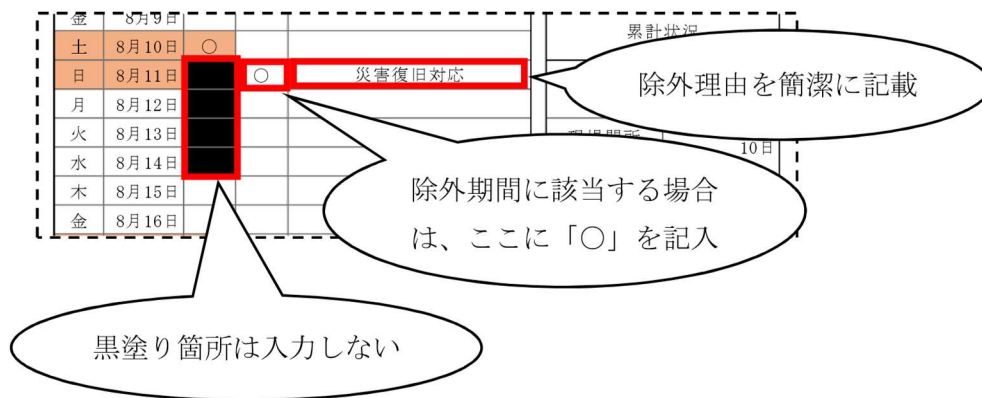 金 8月9日
累計状況
土 8月10日 ○
日 8月11日 ○ 災害復旧対応
除外理由を簡潔に記載
月 8月12日
火 8月13日
10日
水 8月14日
木 8月15日
除外期間に該当する場合
は、ここに「○」を記入
金 8月16日
黒塗り箇所は入力しない